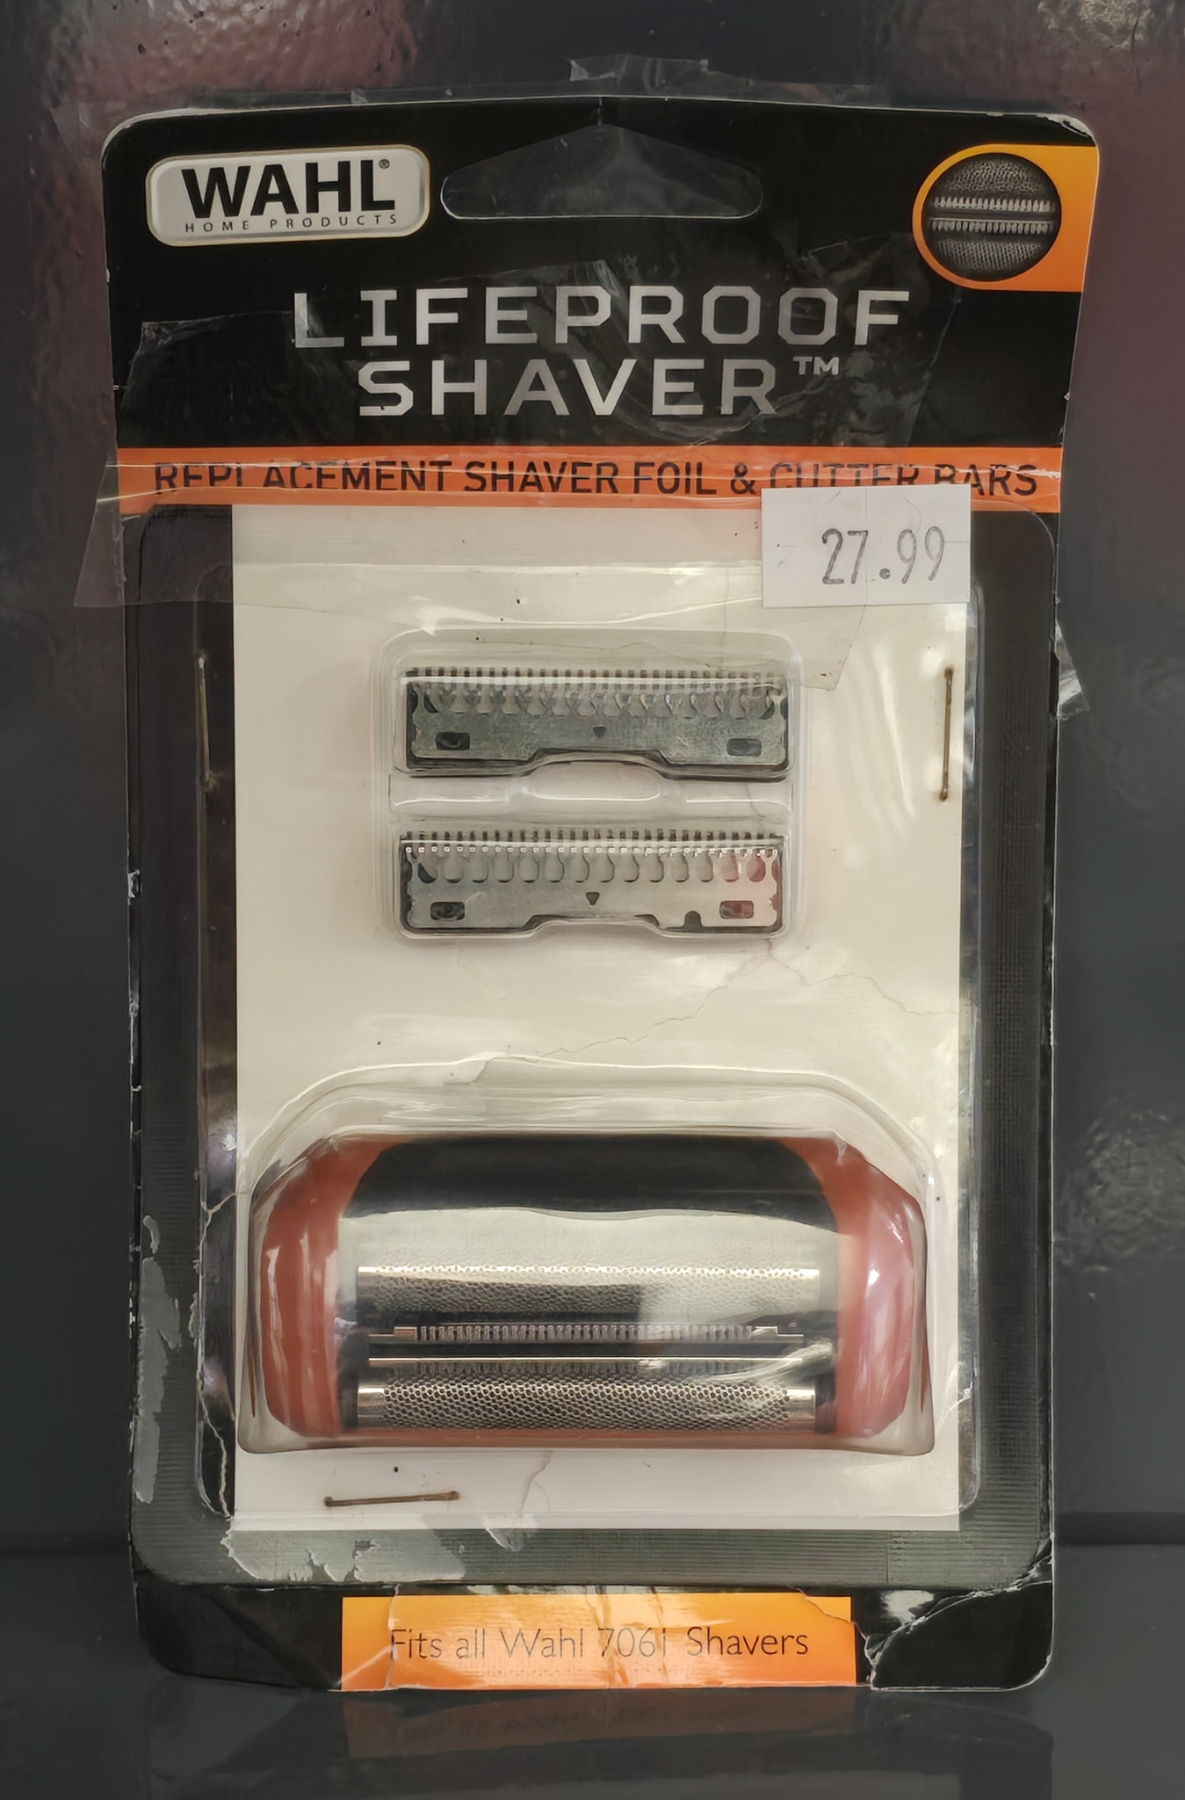 WAHL®
HOME PRODUCTS
LIFEPROOF
SHAVER™
REPLACEMENT SHAVER FOIL & CUTTER BARS
27.99
Fits all Wahl 7061 Shavers